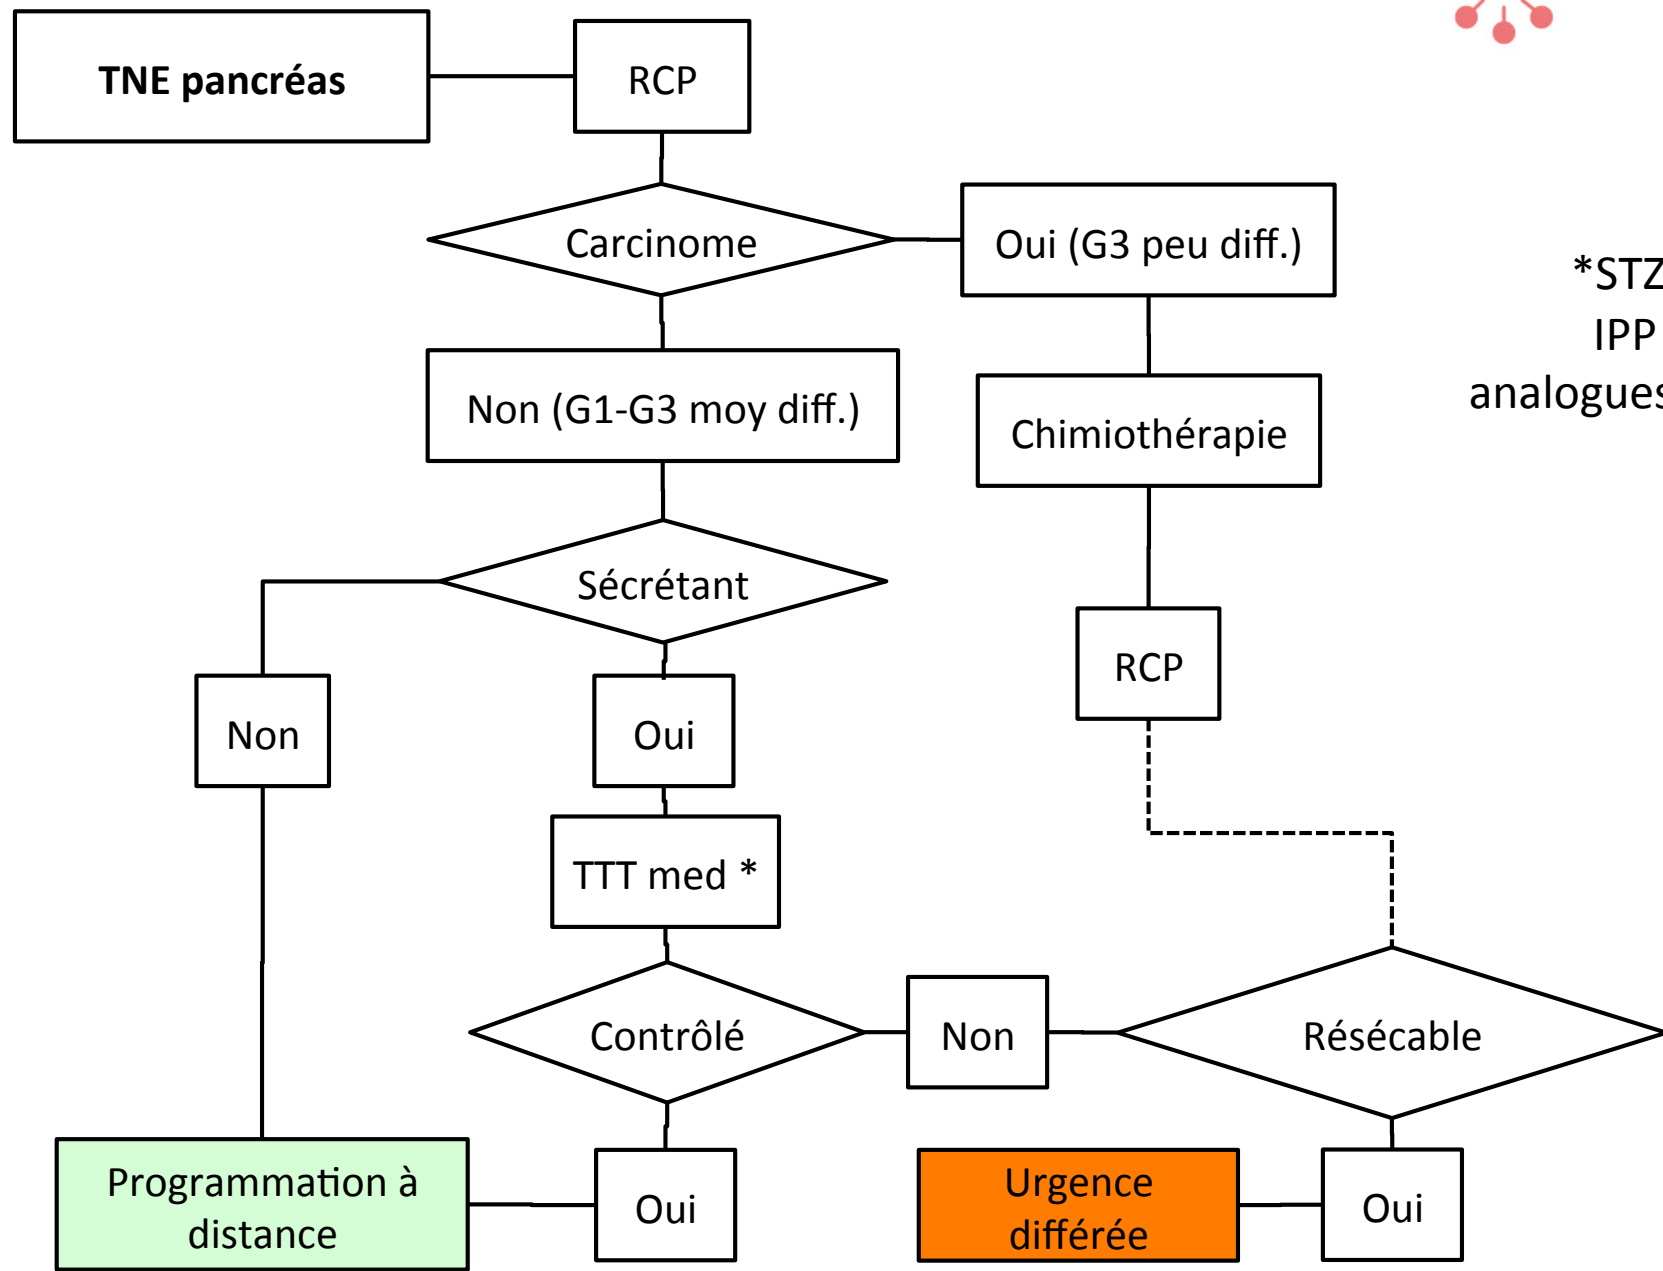 TNE pancréas
RCP
Carcinome
Oui (G3 peu diff.)
*STZ
IPP
analogues
Non (G1-G3 moy diff.)
Chimiothérapie
Sécrétant
RCP
Non
Oui
TTT med *
Contrôlé
Non
Résécable
Programmation à
distance
Oui
Urgence
différée
Oui